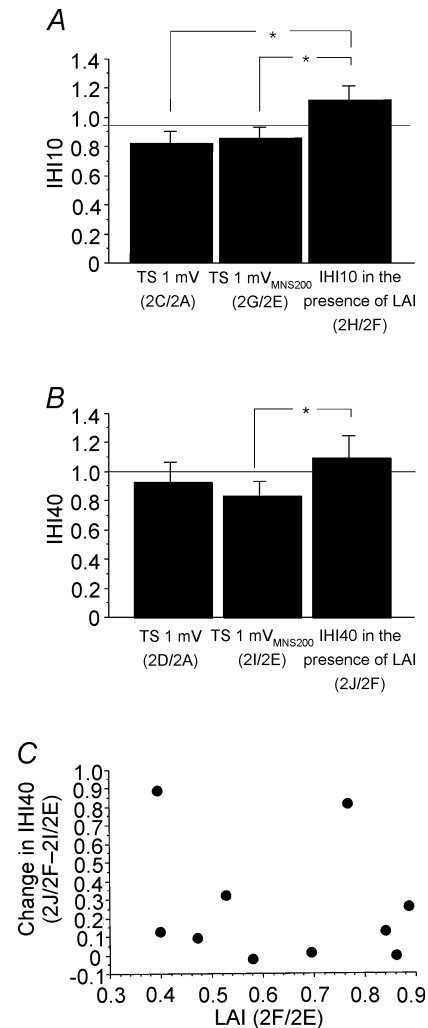 A
*
*
1.4
1.2
1.0
0.8
0.6
0.4
0.2
0
IHI10
TS 1 mV
(2C/2A)
TS 1 mVMNS200
(2G/2E)
IHI10 in the
presence of LAI
(2H/2F)
B
*
1.4
1.2
1.0
0.8
0.6
0.4
0.2
0
IHI40
TS 1 mV
(2D/2A)
TS 1 mVMNS200
(2I/2E)
IHI40 in the
presence of LAI
(2J/2F)
C
Change in IHI40
(2J/2F–2I/2E)
1.0
0.9
0.8
0.7
0.5
0.4
0.3
0.2
0.1
0
-0.1
0.3 0.4 0.5 0.6 0.7 0.8 0.9
LAI (2F/2E)